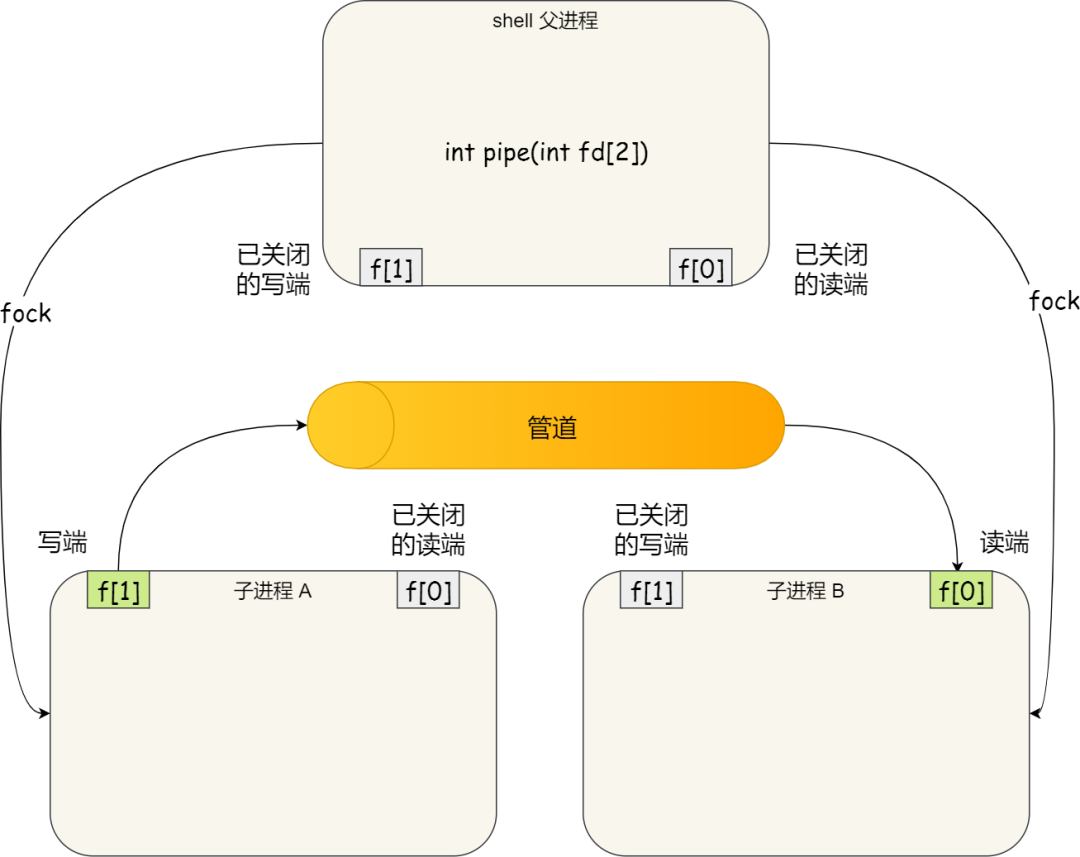 shell 父进程
int pipe(int fd[2])
已关闭
的写端
f[1]
f[0]
已关闭
的读端
fock
fock
管道
写端
已关闭
的读端
已关闭
的写端
读端
f[1]
子进程 A
f[0]
f[1]
子进程 B
f[0]